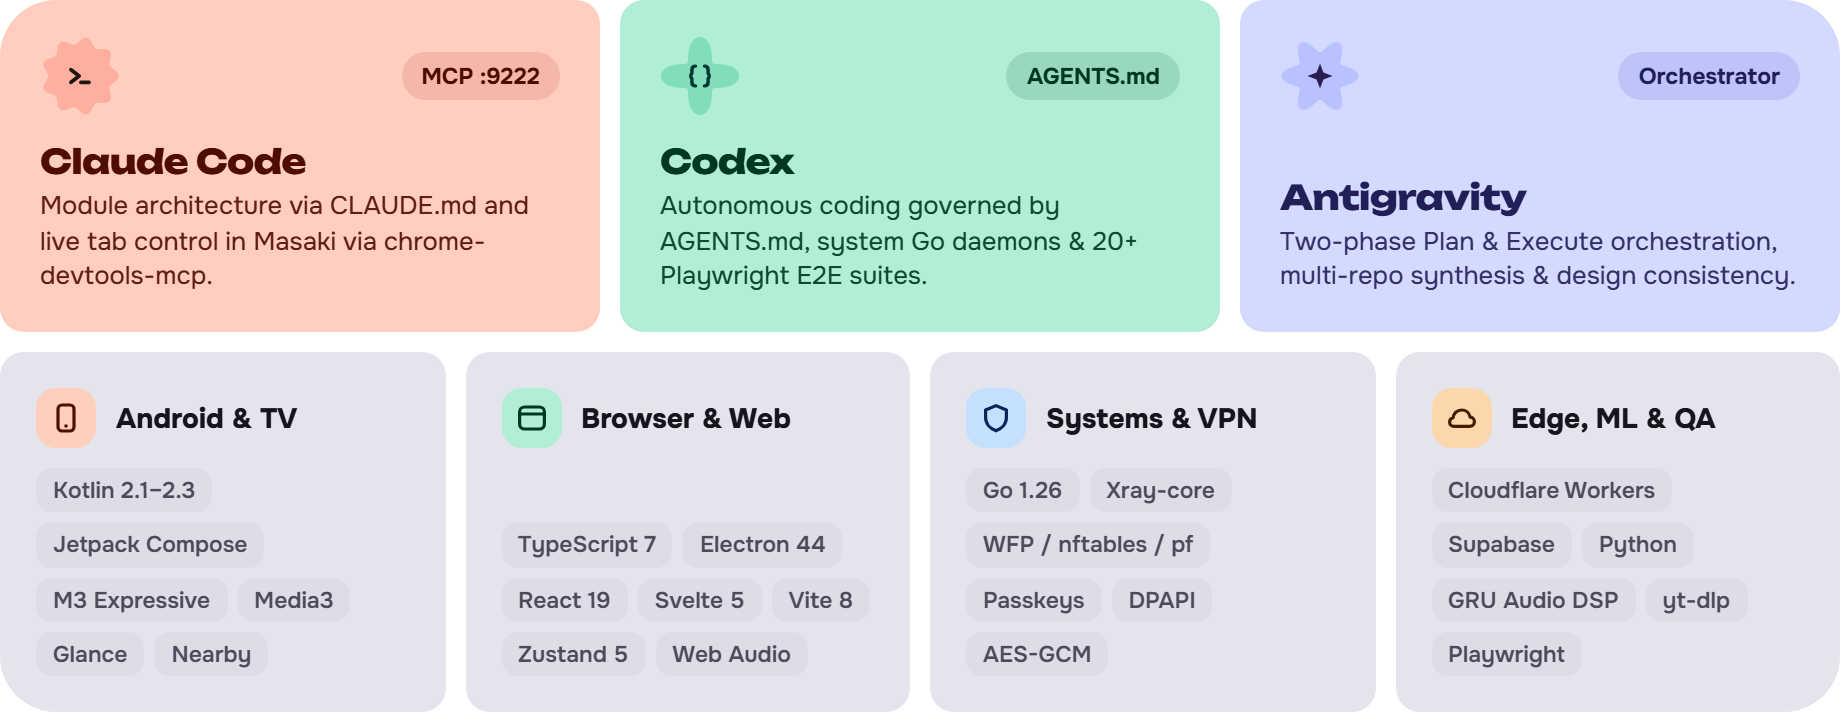 MCP :9222
Claude Code
Module architecture via CLAUDE.md and
live tab control in Masaki via chrome-
devtools-mcp.
{}
AGENTS.md
Codex
Autonomous coding governed by
AGENTS.md, system Go daemons & 20+
Playwright E2E suites.
Orchestrator
Antigravity
Two-phase Plan & Execute orchestration,
multi-repo synthesis & design consistency.
Android & TV
Kotlin 2.1–2.3
Jetpack Compose
M3 Expressive Media3
Glance Nearby
Browser & Web
TypeScript 7 Electron 44
React 19 Svelte 5 Vite 8
Zustand 5 Web Audio
Systems & VPN
Go 1.26 Xray-core
WFP / nftables / pf
Passkeys DPAPI
AES-GCM
Edge, ML & QA
Cloudflare Workers
Supabase Python
GRU Audio DSP yt-dlp
Playwright